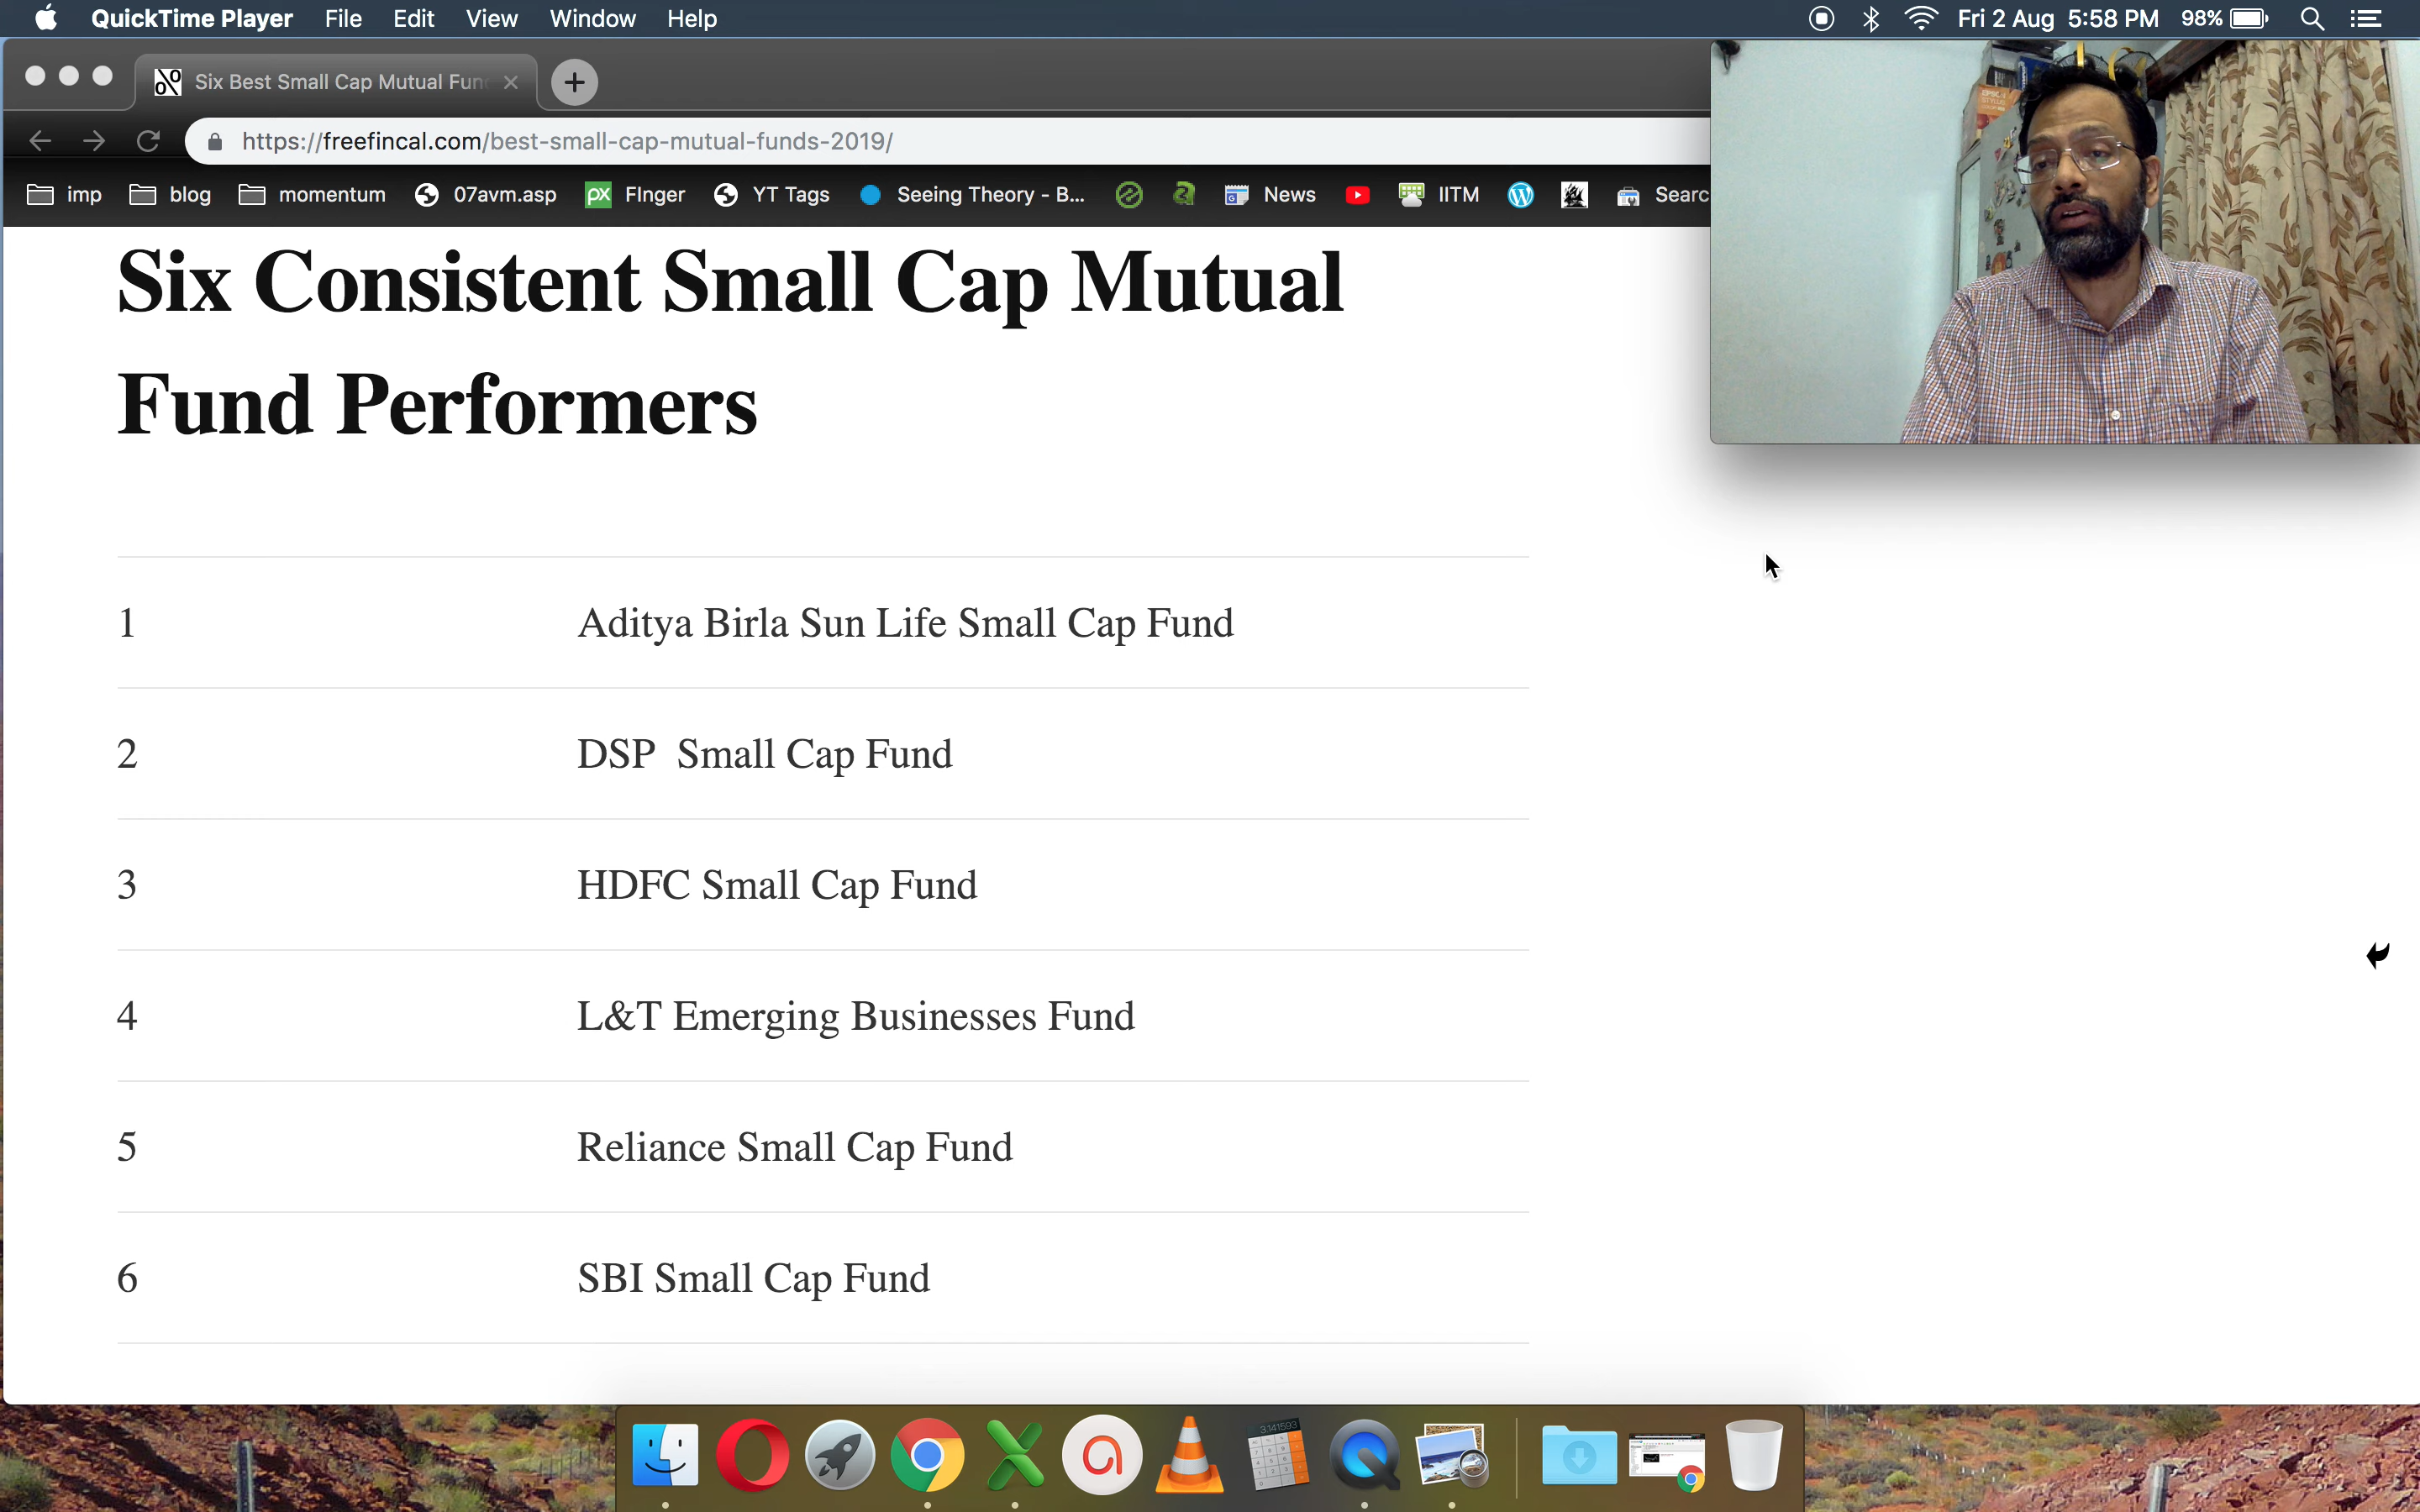 QuickTime Player File Edit View Window Help
Fri 2 Aug 5:58 PM 98%
Six Best Small Cap Mutual Fun
https://freefincal.com/best-small-cap-mutual-funds-2019/
imp blog momentum 07avm.asp px FInger YT Tags Seeing Theory - B... News IITM Searc
Six Consistent Small Cap Mutual
Fund Performers
1 Aditya Birla Sun Life Small Cap Fund
2 DSP Small Cap Fund
3 HDFC Small Cap Fund
4 L&T Emerging Businesses Fund
5 Reliance Small Cap Fund
6 SBI Small Cap Fund
3.141593